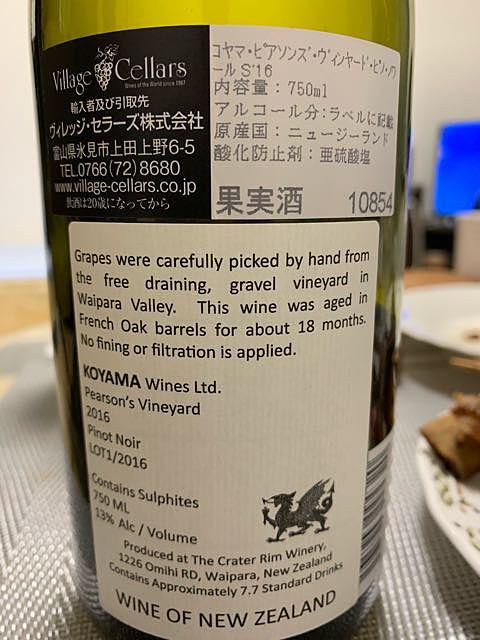 Village Cellars
Wines of the World since 1987
輸入者及び引取先
ヴィレッジ・セラーズ株式会社
富山県氷見市上田上野6-5
TEL.0766(72)8680
www.village-cellars.co.jp
飲酒は20歳になってから
コヤマ・ピアソンズ・ヴィンヤード・ピノ・ノワ
ール S'16
内容量：750ml
アルコール分：ラベルに記載
原産国：ニュージーランド
酸化防止剤：亜硫酸塩
果実酒 10854
Grapes were carefully picked by hand from
the free draining, gravel vineyard in
Waipara Valley. This wine was aged in
French Oak barrels for about 18 months.
No fining or filtration is applied.
KOYAMA Wines Ltd.
Pearson's Vineyard
2016
Pinot Noir
LOT1/2016
Contains Sulphites
750 ML
13% Alc / Volume
Produced at The Crater Rim Winery,
1226 Omihi RD, Waipara, New Zealand
Contains Approximately 7.7 Standard Drinks
WINE OF NEW ZEALAND